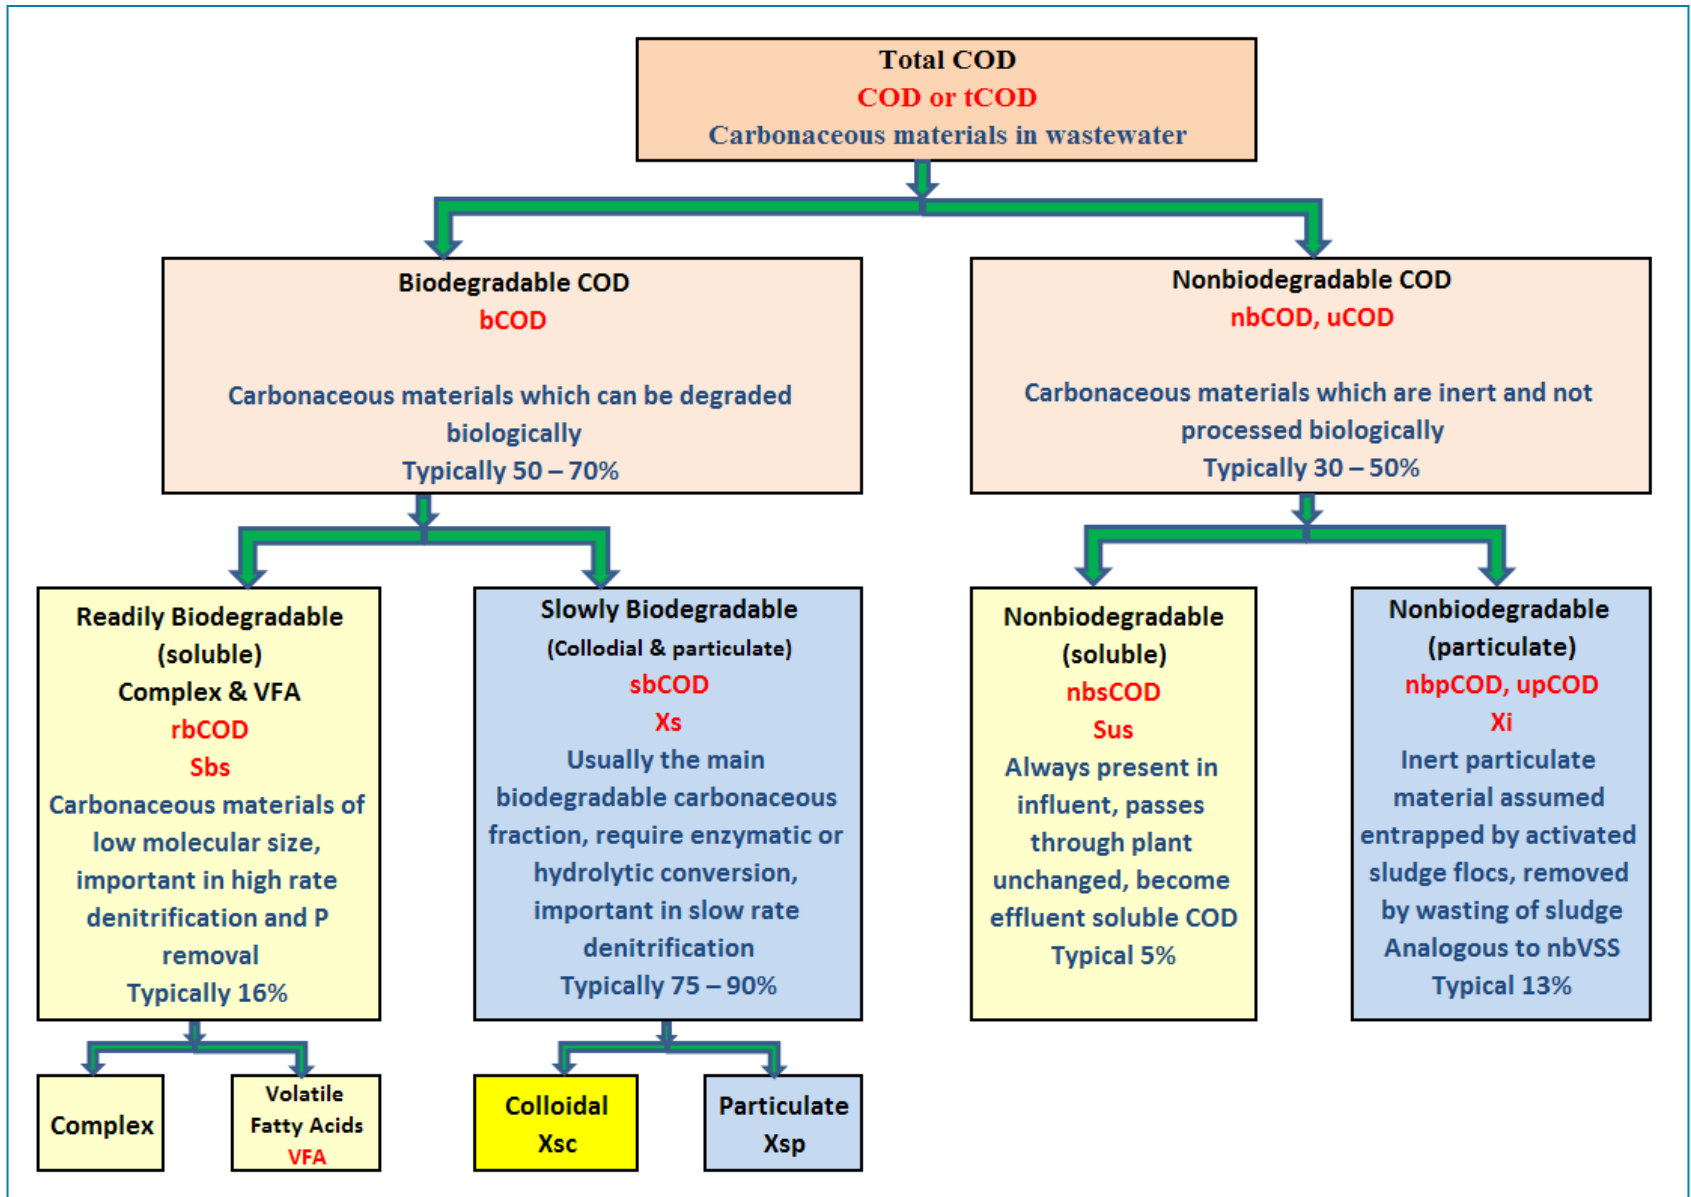 Total COD
COD or tCOD
Carbonaceous materials in wastewater
Biodegradable COD
bCOD
Carbonaceous materials which can be degraded
biologically
Typically 50 – 70%
Nonbiodegradable COD
nbCOD, uCOD
Carbonaceous materials which are inert and not
processed biologically
Typically 30 – 50%
Readily Biodegradable
(soluble)
Complex & VFA
rbCOD
Sbs
Carbonaceous materials of
low molecular size,
important in high rate
denitrification and P
removal
Typically 16%
Slowly Biodegradable
(Collodial & particulate)
sbCOD
Xs
Usually the main
biodegradable carbonaceous
fraction, require enzymatic or
hydrolytic conversion,
important in slow rate
denitrification
Typically 75 – 90%
Nonbiodegradable
(soluble)
nbsCOD
Sus
Always present in
influent, passes
through plant
unchanged, become
effluent soluble COD
Typical 5%
Nonbiodegradable
(particulate)
nbpCOD, upCOD
Xi
Inert particulate
material assumed
entrapped by activated
sludge flocs, removed
by wasting of sludge
Analogous to nbVSS
Typical 13%
Complex
Volatile
Fatty Acids
VFA
Colloidal
Xsc
Particulate
Xsp